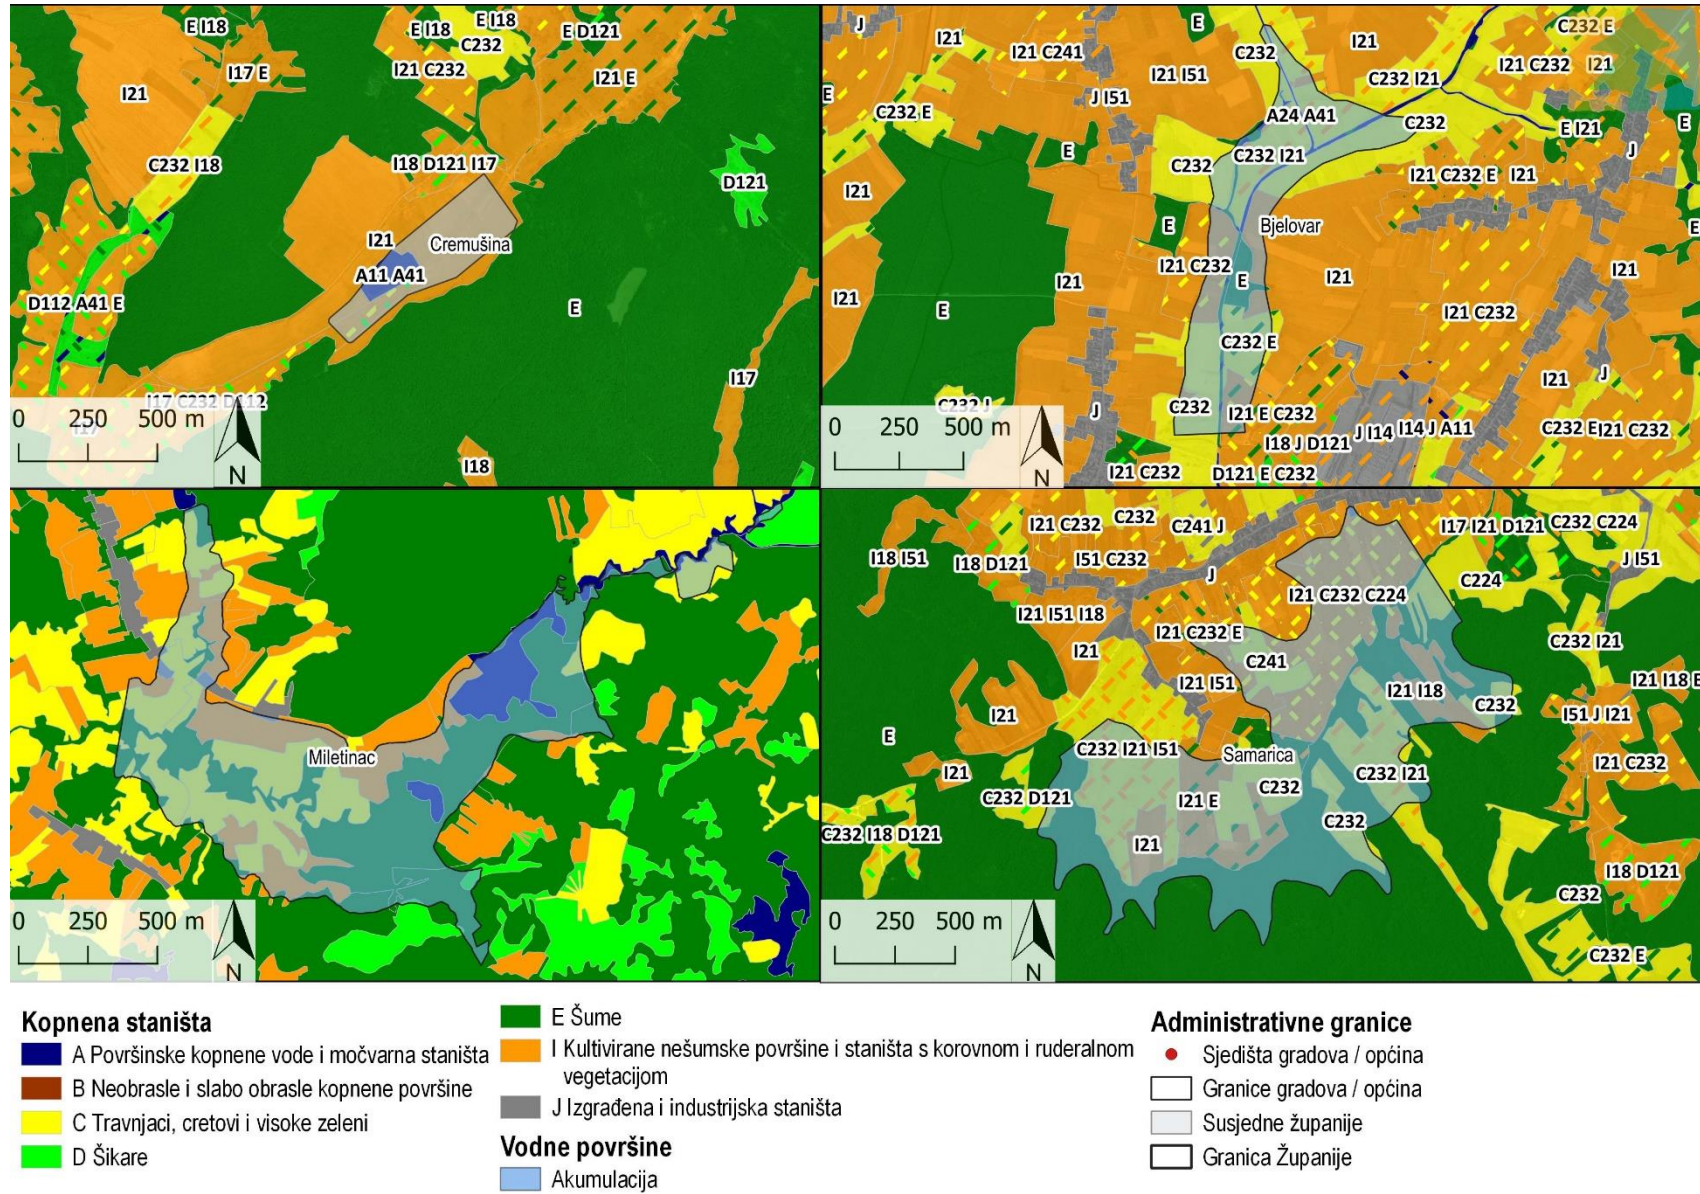 E I18
E I18
C232
E D121
I17 E
I21
I21 C232
I21 E
C232 I18
I18 D121 I17
D121
I21
Cremušina
A11 A41
D112 A41 E
E
I17
I17 C232 D112
I17
0 250 500 m
N
I18
J
I21
I21 C241
E
C232
I21
C232 E
I21 I51
C232 I21
I21 C232
I21
E
J I51
C232 E
A24 A41
C232
E I21
E
E
C232
C232 I21
J
I21
I21 C232 E
I21
E
Bjelovar
E
I21 C232
I21
I21
E
I21
I21
E
I21 C232
C232 E
I21
J
C232 J
J
C232
I21 E C232
C232 E
I21 C232
I18 J D121
J I14
I14 J A11
I21 C232
D121 E C232
0 250 500 m
N
Miletinac
0 250 500 m
N
I21 C232
C232
C241 J
I17 I21 D121
C232 C224
I18 I51
I18 D121
I51 C232
J
J I51
C224
I21 C232 C224
I21 I51 I18
I21 C232 E
C232 I21
I21
C241
I21 I51
I21 I18
C232
I21 I18 E
I21
I51 J I21
E
C232 I21 I51
Samarica
I21
C232
C232 I21
I21 C232
C232 D121
I21 E
C232 I18 D121
C232
I21
I18 D121
C232
C232 E
0 250 500 m
N
Kopnena staništa
A Površinske kopnene vode i močvarna staništa
B Neobrasle i slabo obrasle kopnene površine
C Travnjaci, cretovi i visoke zeleni
D Šikare
E Šume
I Kultivirane nešumske površine i staništa s korovnom i ruderalnom
vegetacijom
J Izgrađena i industrijska staništa
Vodne površine
Akumulacija
Administrativne granice
Sjedišta gradova / općina
Granice gradova / općina
Susjedne županije
Granica Županije